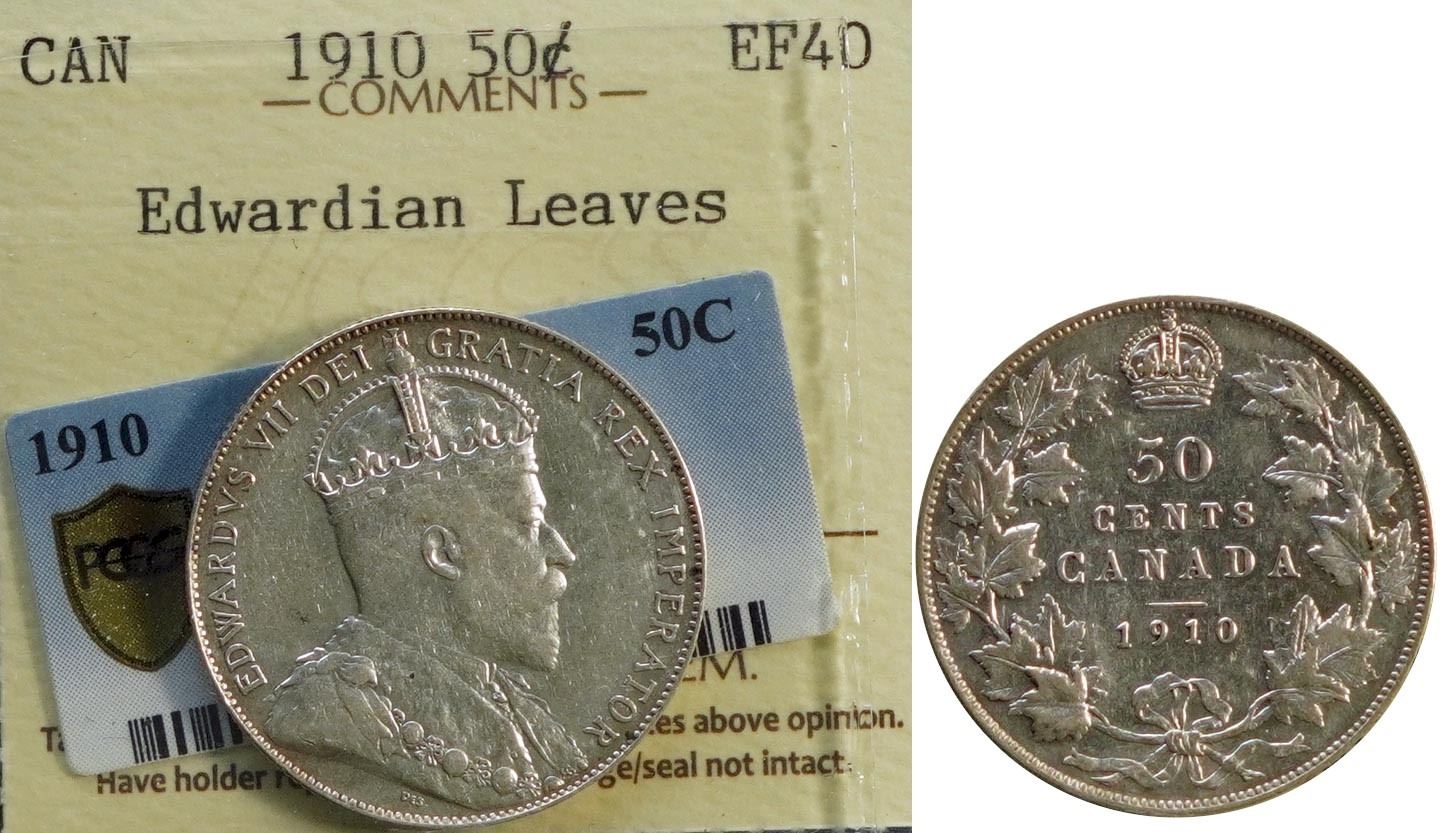 CAN 1910 50¢ EF40
— COMMENTS —
Edwardian Leaves
1910 50C
EDWARDVS VII DEI GRATIA REX IMPERATOR
EM.
es above opinion.
Have holder
ge/seal not intact.
50
CENTS
CANADA
1910